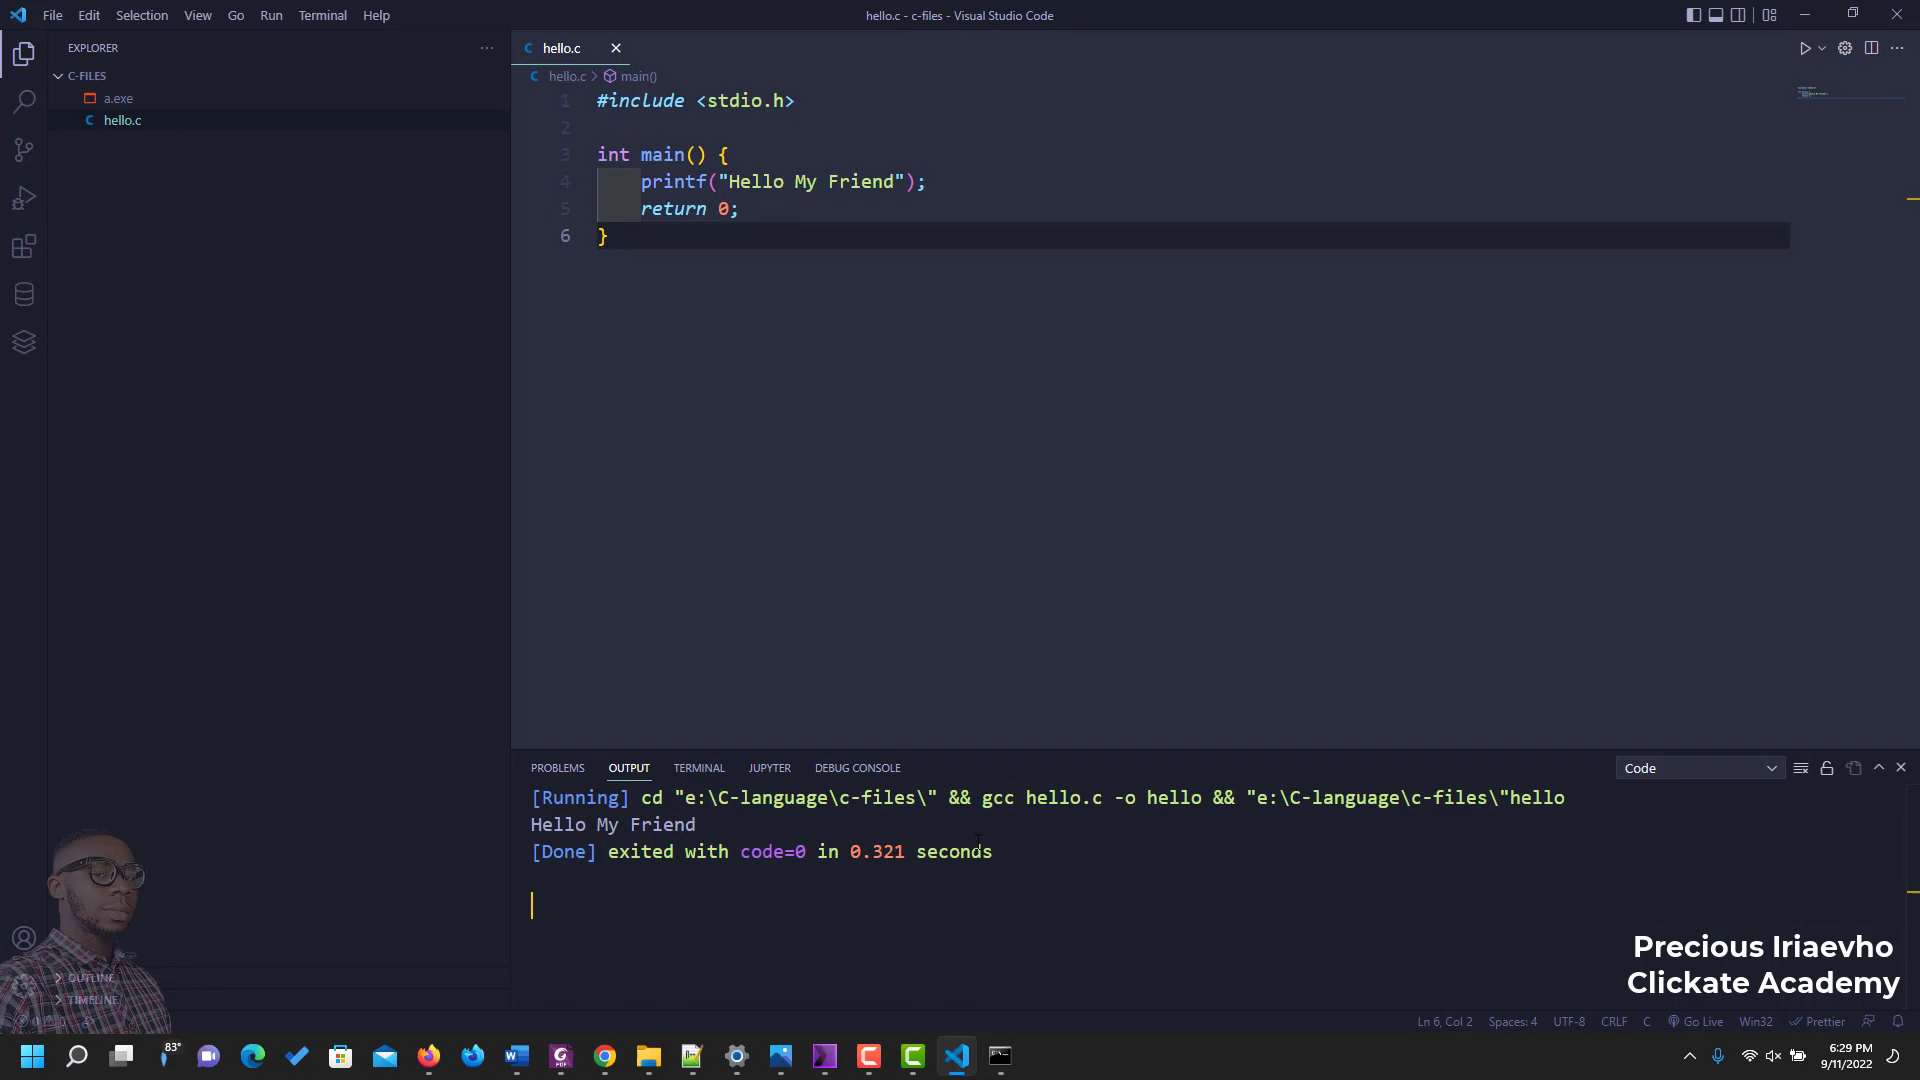 File Edit Selection View Go Run Terminal Help
hello.c - c-files - Visual Studio Code
EXPLORER
C-FILES
a.exe
C hello.c
C hello.c
C hello.c > main()
1 #include <stdio.h>
2
3 int main() {
4 printf("Hello My Friend");
5 return 0;
6 }
PROBLEMS OUTPUT TERMINAL JUPYTER DEBUG CONSOLE
Code
[Running] cd "e:\C-language\c-files\" && gcc hello.c -o hello && "e:\C-language\c-files\"hello
Hello My Friend
[Done] exited with code=0 in 0.321 seconds
Precious Iriaevho
Clickate Academy
OUTLINE
TIMELINE
Ln 6, Col 2 Spaces: 4 UTF-8 CRLF C Go Live Win32 Prettier
83°
6:29 PM
9/11/2022